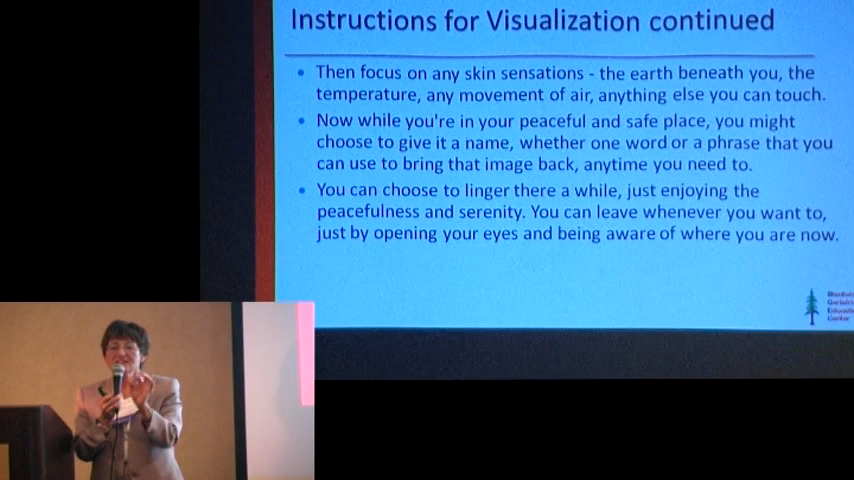 Instructions for Visualization continued
• Then focus on any skin sensations - the earth beneath you, the
temperature, any movement of air, anything else you can touch.
• Now while you're in your peaceful and safe place, you might
choose to give it a name, whether one word or a phrase that you
can use to bring that image back, anytime you need to.
• You can choose to linger there a while, just enjoying the
peacefulness and serenity. You can leave whenever you want to,
just by opening your eyes and being aware of where you are now.
Center